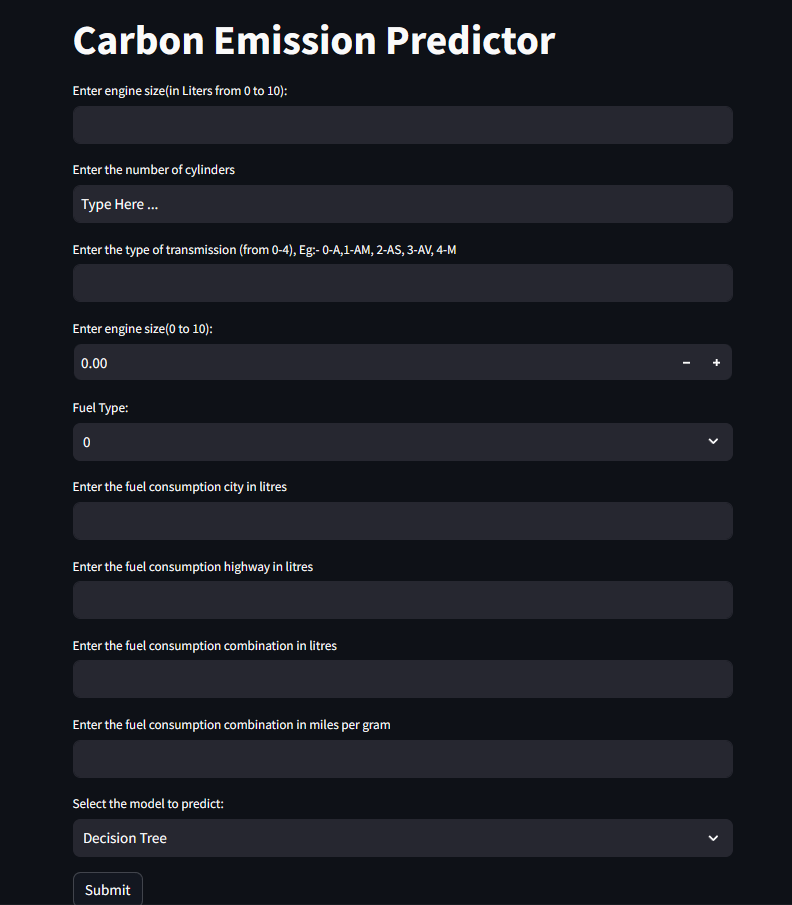 Carbon Emission Predictor
Enter engine size(in Liters from 0 to 10):
Enter the number of cylinders
Type Here ...
Enter the type of transmission (from 0-4), Eg:- 0-A,1-AM, 2-AS, 3-AV, 4-M
Enter engine size(0 to 10):
0.00 − +
Fuel Type:
0
Enter the fuel consumption city in litres
Enter the fuel consumption highway in litres
Enter the fuel consumption combination in litres
Enter the fuel consumption combination in miles per gram
Select the model to predict:
Decision Tree
Submit